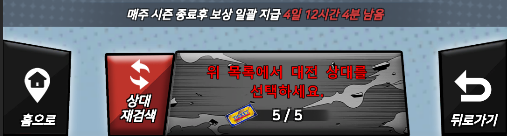 매주 시즌 종료후 보상 일괄 지급 4일 12시간 4분 남음
홈으로
상대
재검색
위 목록에서 대전 상대를
선택하세요.
5/5
뒤로가기